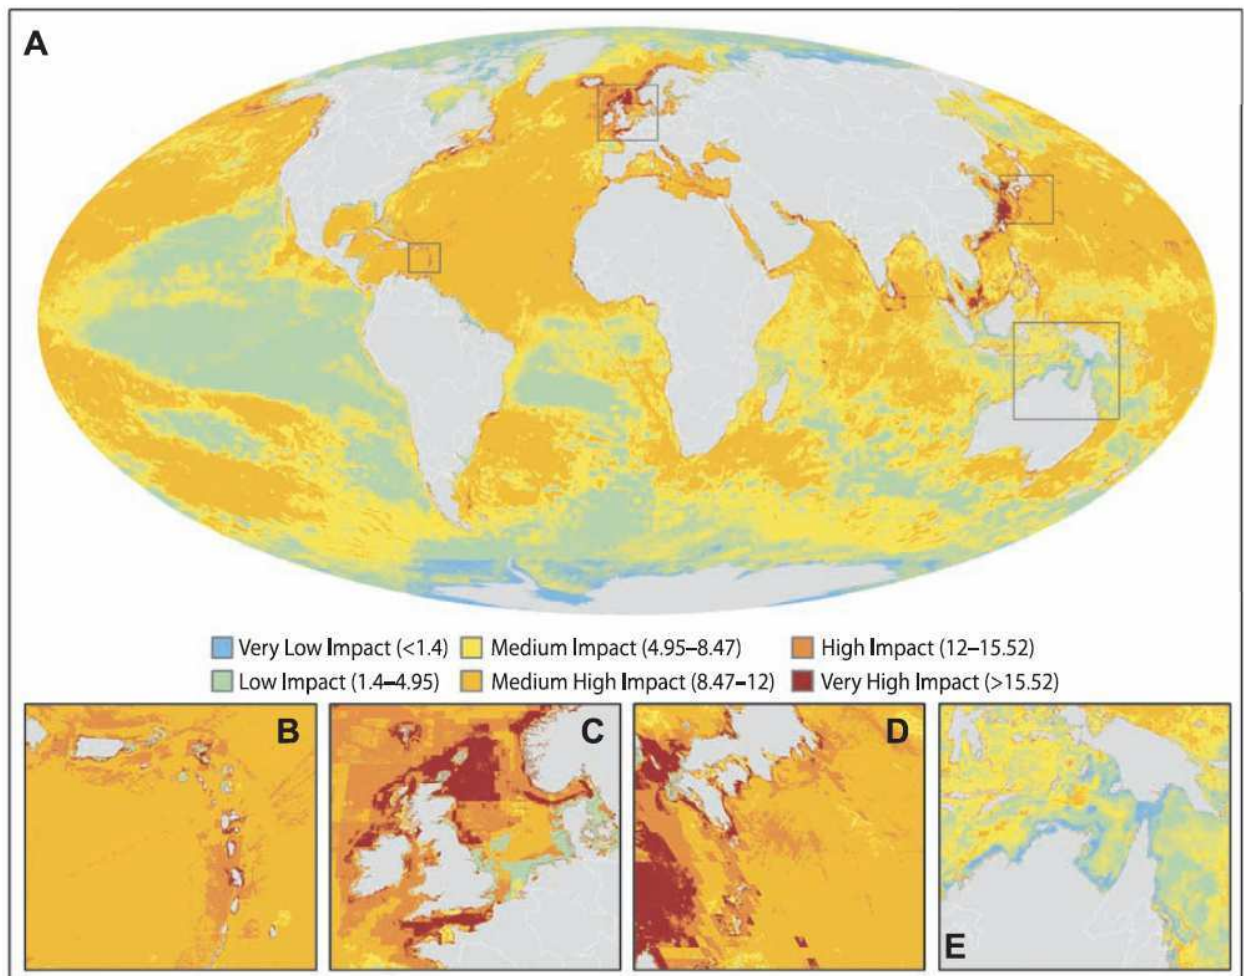 A
Very Low Impact (<1.4) Medium Impact (4.95–8.47) High Impact (12–15.52)
Low Impact (1.4–4.95) Medium High Impact (8.47–12) Very High Impact (>15.52)
B C D
E